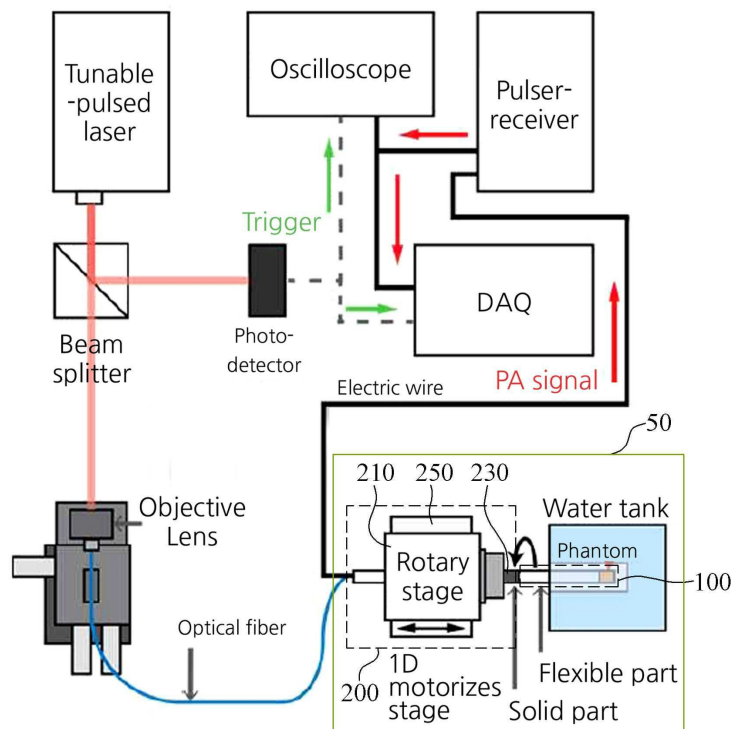 Tunable
-pulsed
laser
Oscilloscope
Pulser-
receiver
Trigger
DAQ
Beam
splitter
Photo-
detector
PA signal
Electric wire
50
210
250
230
Water tank
Objective
Lens
Rotary
stage
Phantom
100
Optical fiber
200
1D
motorizes
stage
Flexible part
Solid part